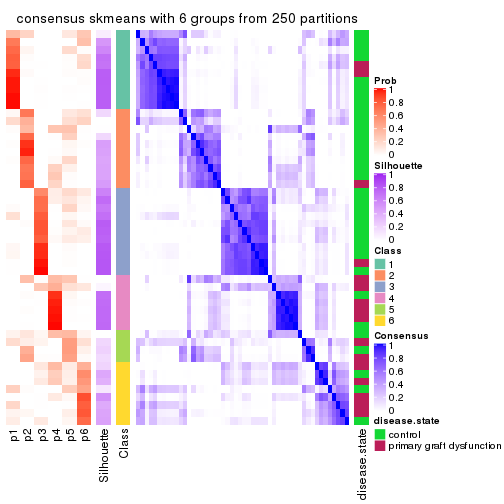 consensus skmeans with 6 groups from 250 partitions
Prob
1
0.8
0.6
0.4
0.2
0
Silhouette
1
0.8
0.6
0.4
0.2
0
Class
1
2
3
4
5
6
Consensus
1
0.8
0.6
0.4
0.2
0
disease.state
control
primary graft dysfunction
p1
p2
p3
p4
p5
p6
Silhouette
Class
disease.state